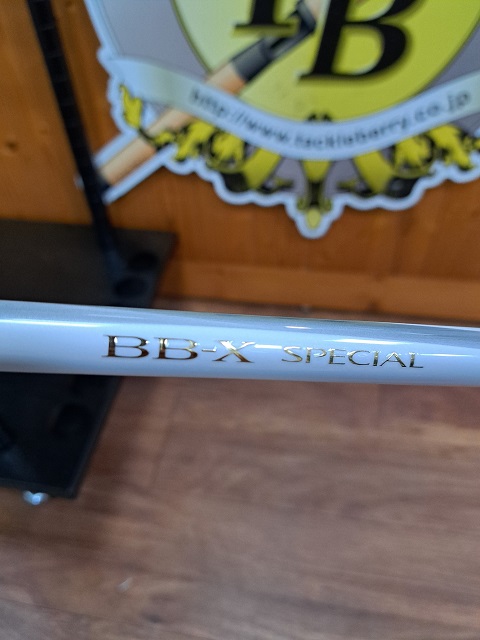 TB
http://www.tackleberry.co.jp
BB-X SPECIAL